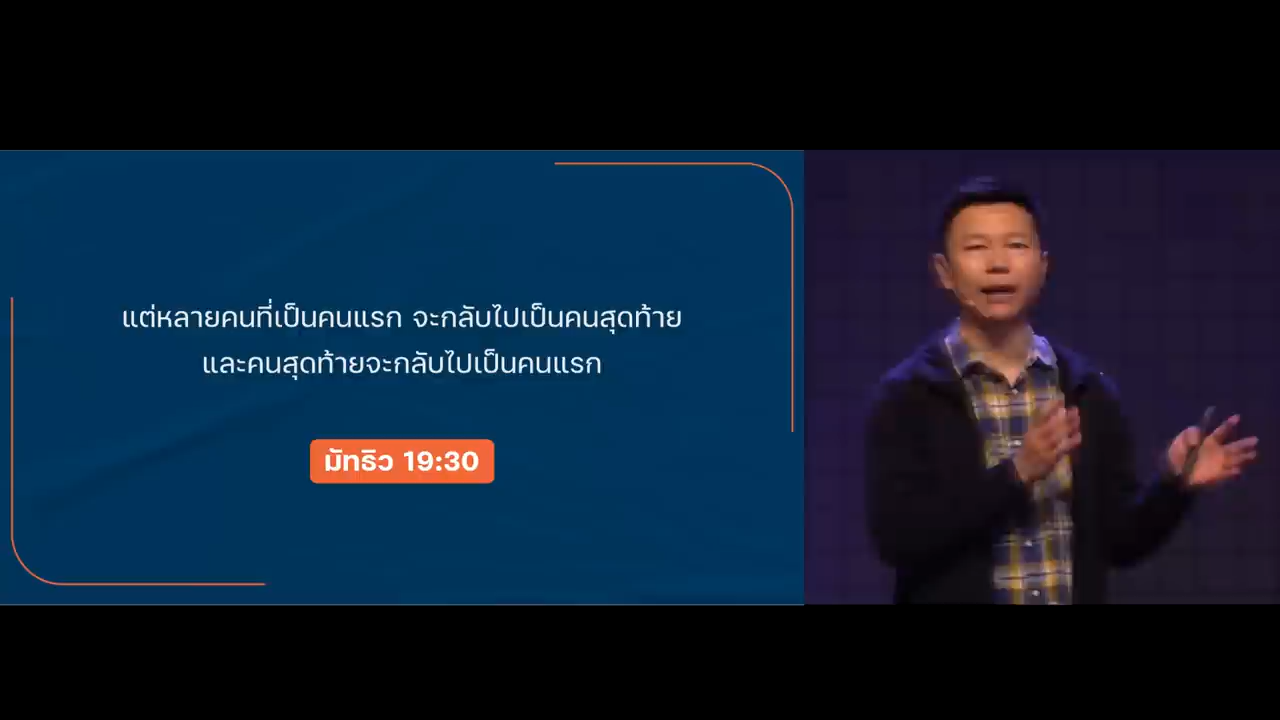 แต่หลายคนที่เป็นคนแรก จะกลับไปเป็นคนสุดท้าย
และคนสุดท้ายจะกลับไปเป็นคนแรก
มัทธิว 19:30